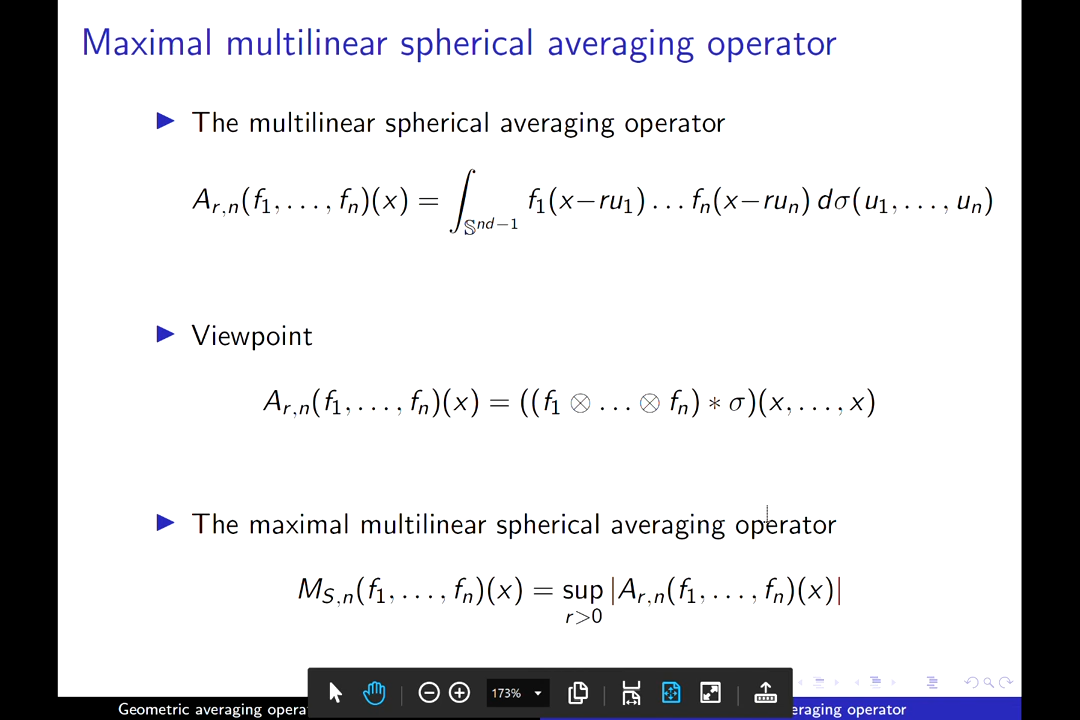 Maximal multilinear spherical averaging operator
▶ The multilinear spherical averaging operator
A_{r,n}(f_1, . . . , f_n)(x) = ∫_{𝕊^{nd−1}} f_1(x−ru_1) . . . f_n(x−ru_n) dσ(u_1, . . . , u_n)
▶ Viewpoint
A_{r,n}(f_1, . . . , f_n)(x) = ((f_1 ⊗ . . . ⊗ f_n) ∗ σ)(x, . . . , x)
▶ The maximal multilinear spherical averaging operator
M_{S,n}(f_1, . . . , f_n)(x) = sup_{r>0} |A_{r,n}(f_1, . . . , f_n)(x)|
173%
Geometric averaging operator